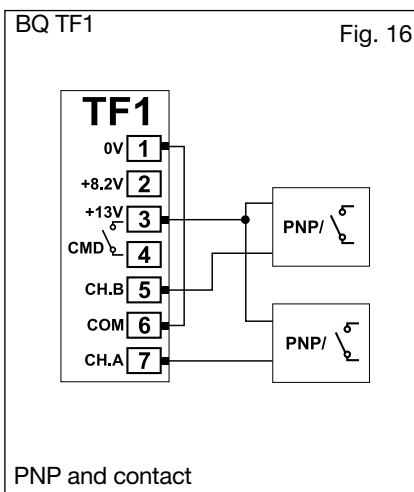 BQ TF1
Fig. 16
TF1
0V 1
+8.2V 2
+13V 3
CMD 4
CH.B 5
COM 6
CH.A 7
PNP/
PNP/
PNP and contact